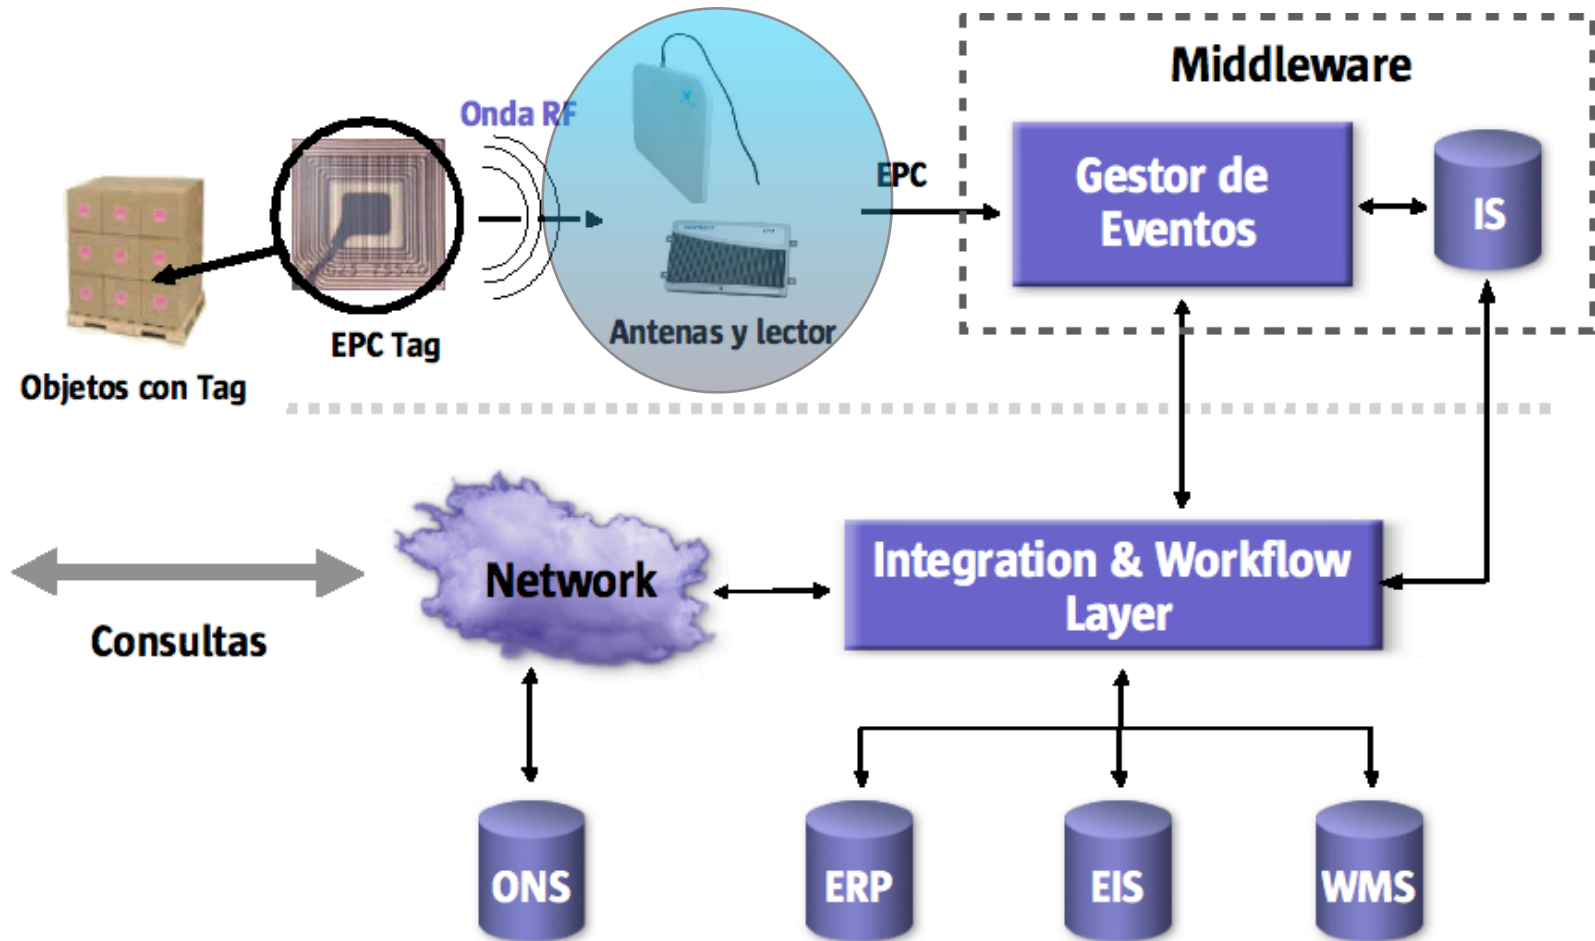 Middleware
Onda RF
EPC
Gestor de
Eventos
IS
EPC Tag
Antenas y lector
Objetos con Tag
Network
Integration & Workflow
Layer
Consultas
ONS
ERP
EIS
WMS